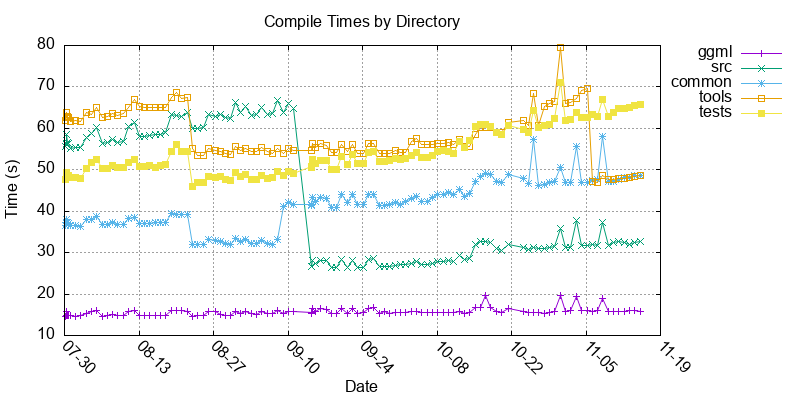 Compile Times by Directory
ggml
src
common
tools
tests
Time (s)
80
70
60
50
40
30
20
10
07-30
08-13
08-27
09-10
09-24
10-08
10-22
11-05
11-19
Date